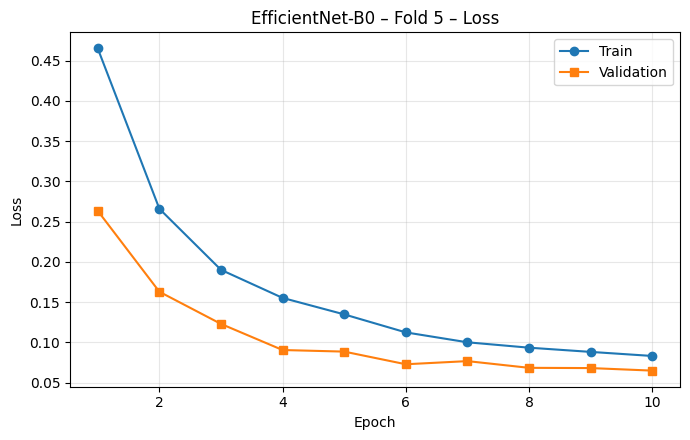 EfficientNet-B0 – Fold 5 – Loss
Train
Validation
Loss
0.45
0.40
0.35
0.30
0.25
0.20
0.15
0.10
0.05
2 4 6 8 10
Epoch